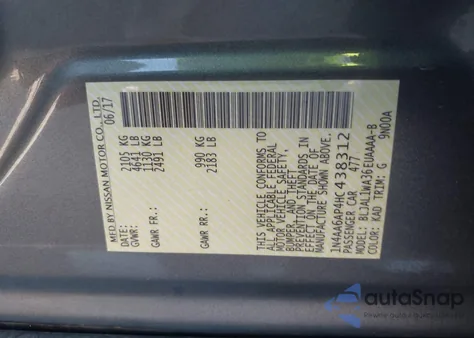 MFD BY NISSAN MOTOR CO., LTD.
06/17
GVWR: 2105 KG
4641 LB
GAWR FR: 1130 KG
2491 LB
GAWR RR: 990 KG
2183 LB
THIS VEHICLE CONFORMS TO
ALL APPLICABLE FEDERAL
MOTOR VEHICLE SAFETY,
BUMPER, AND THEFT
PREVENTION STANDARDS IN
EFFECT ON THE DATE OF
MANUFACTURE SHOWN ABOVE.
1N4AA6AP4HC438312
PASSENGER CAR 477
MODEL: BLJALLWA36EUAAAA-B
COLOR: KAD TRIM: G 9N00A
autoSnap